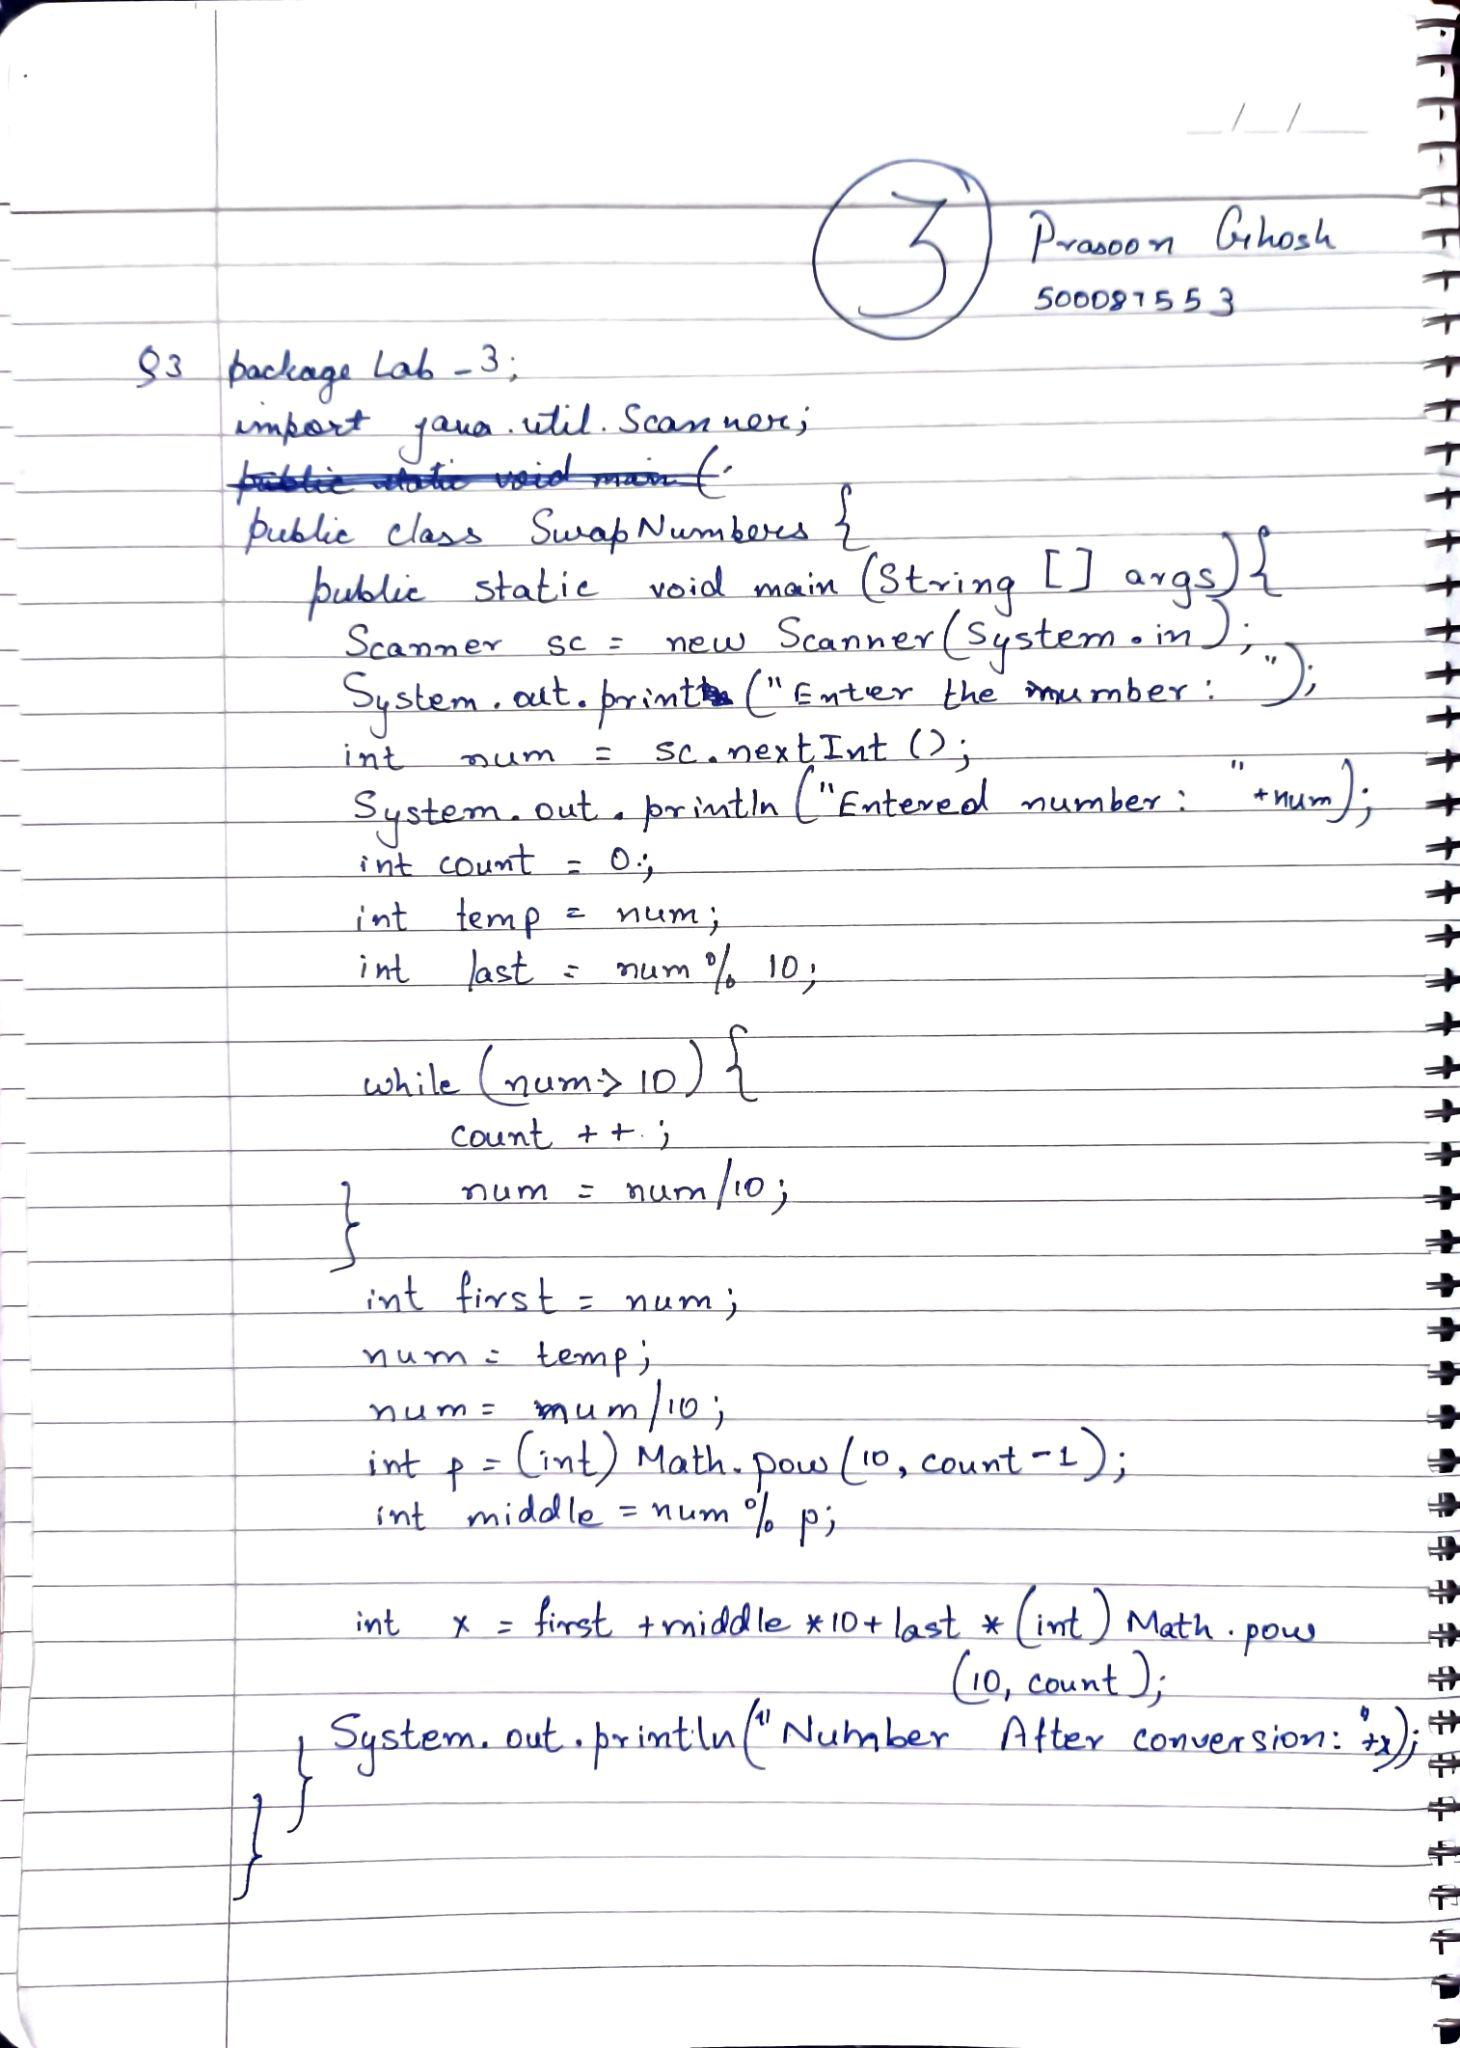 _/_/_
3 Prasoon Ghosh
500087553
Q3 package Lab_3;
import java.util.Scanner;
public static void main (
public class SwapNumbers {
public static void main (String [] args) {
Scanner sc = new Scanner(System.in);
System.out.print ("Enter the number: ");
int num = sc.nextInt ();
System.out.println ("Entered number: "+num);
int count = 0;
int temp = num;
int last = num % 10;
while (num > 10) {
count ++;
num = num/10;
}
int first = num;
num = temp;
num = num/10;
int p = (int) Math.pow (10, count-1);
int middle = num % p;
int x = first + middle *10 + last * (int) Math.pow
(10, count);
System.out.println ("Number After conversion: "+x);
}
}